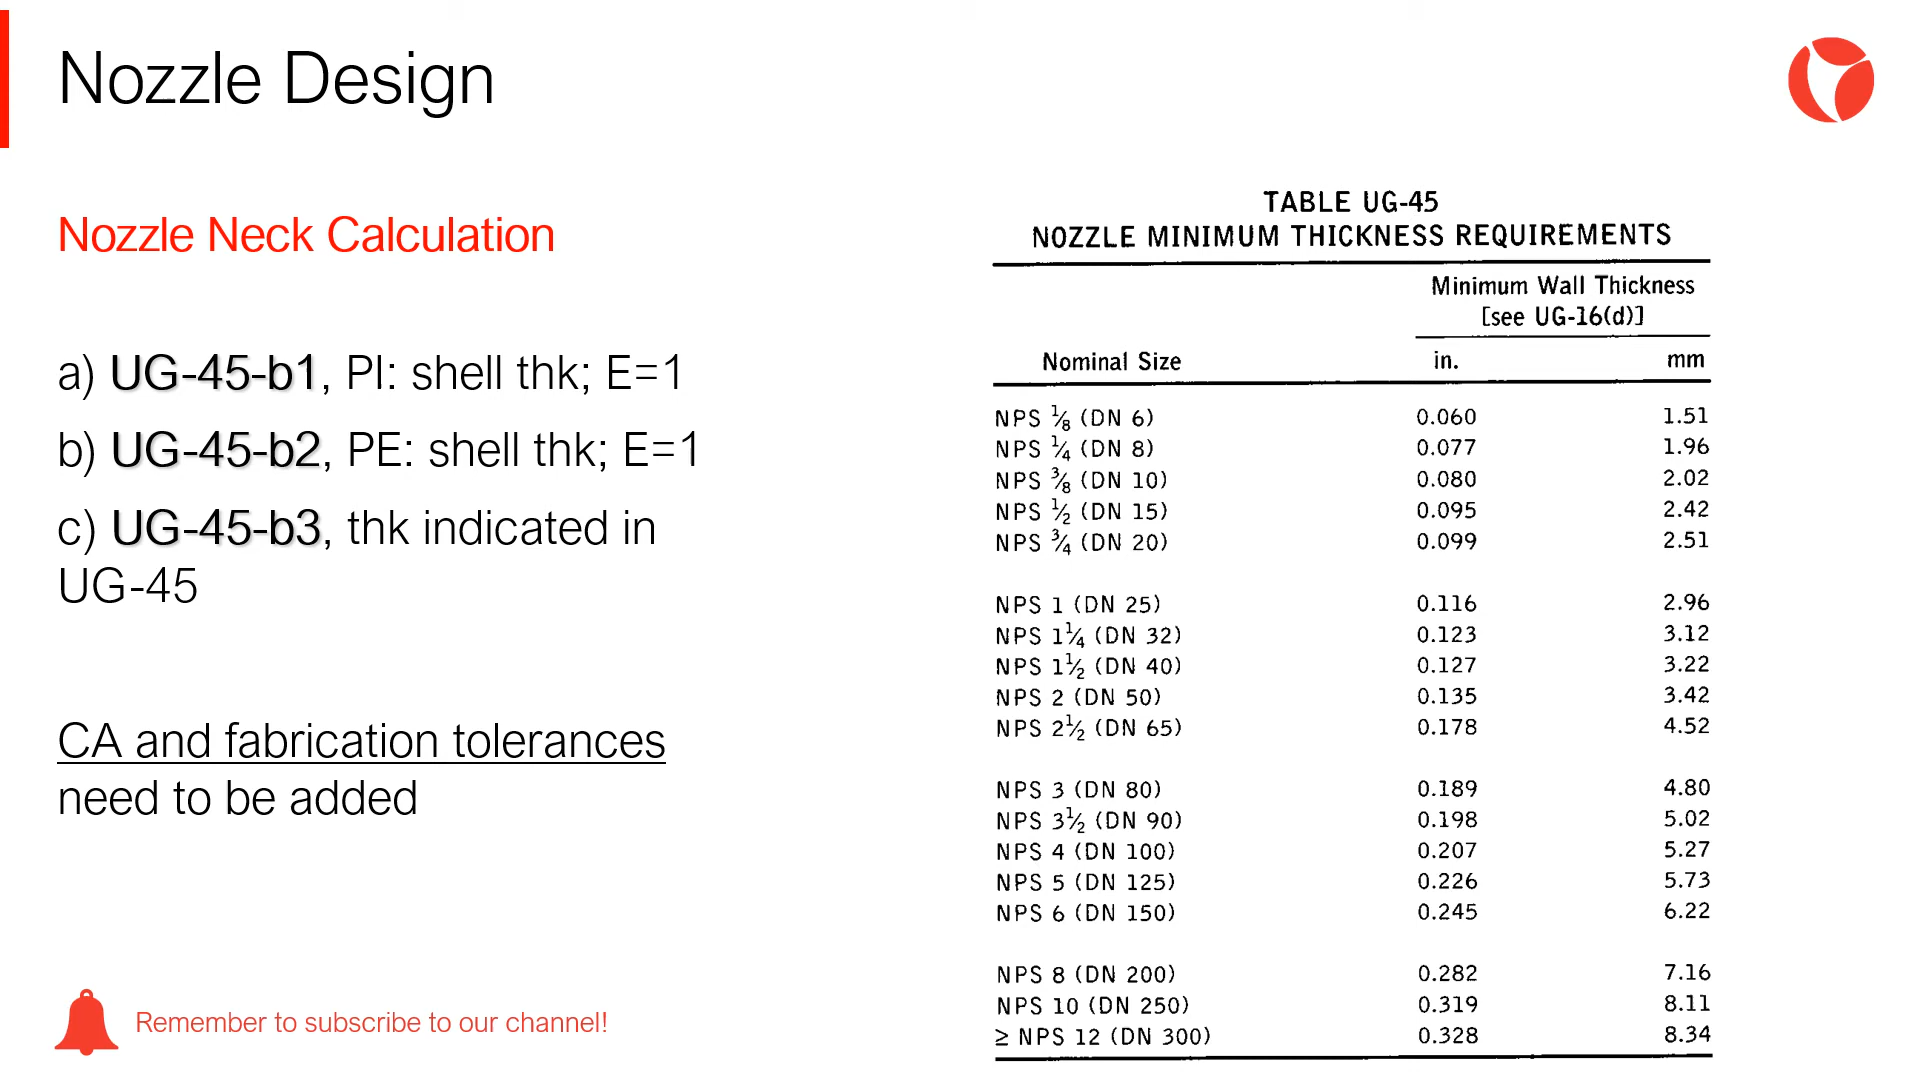 Nozzle Design
Nozzle Neck Calculation
a) UG-45-b1, PI: shell thk; E=1
b) UG-45-b2, PE: shell thk; E=1
c) UG-45-b3, thk indicated in
UG-45
CA and fabrication tolerances
need to be added
Remember to subscribe to our channel!
TABLE UG-45
NOZZLE MINIMUM THICKNESS REQUIREMENTS
Minimum Wall Thickness
[see UG-16(d)]
Nominal Size in. mm
NPS ⅛ (DN 6) 0.060 1.51
NPS ¼ (DN 8) 0.077 1.96
NPS ⅜ (DN 10) 0.080 2.02
NPS ½ (DN 15) 0.095 2.42
NPS ¾ (DN 20) 0.099 2.51
NPS 1 (DN 25) 0.116 2.96
NPS 1¼ (DN 32) 0.123 3.12
NPS 1½ (DN 40) 0.127 3.22
NPS 2 (DN 50) 0.135 3.42
NPS 2½ (DN 65) 0.178 4.52
NPS 3 (DN 80) 0.189 4.80
NPS 3½ (DN 90) 0.198 5.02
NPS 4 (DN 100) 0.207 5.27
NPS 5 (DN 125) 0.226 5.73
NPS 6 (DN 150) 0.245 6.22
NPS 8 (DN 200) 0.282 7.16
NPS 10 (DN 250) 0.319 8.11
≥ NPS 12 (DN 300) 0.328 8.34